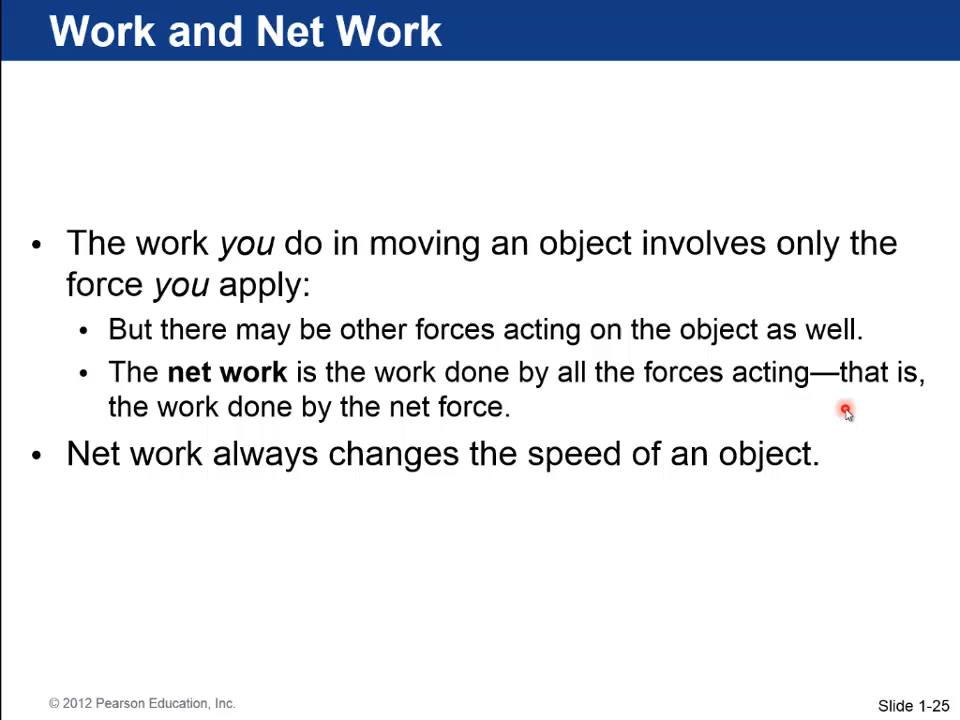 Work and Net Work
• The work you do in moving an object involves only the
force you apply:
• But there may be other forces acting on the object as well.
• The net work is the work done by all the forces acting—that is,
the work done by the net force.
• Net work always changes the speed of an object.
© 2012 Pearson Education, Inc.
Slide 1-25